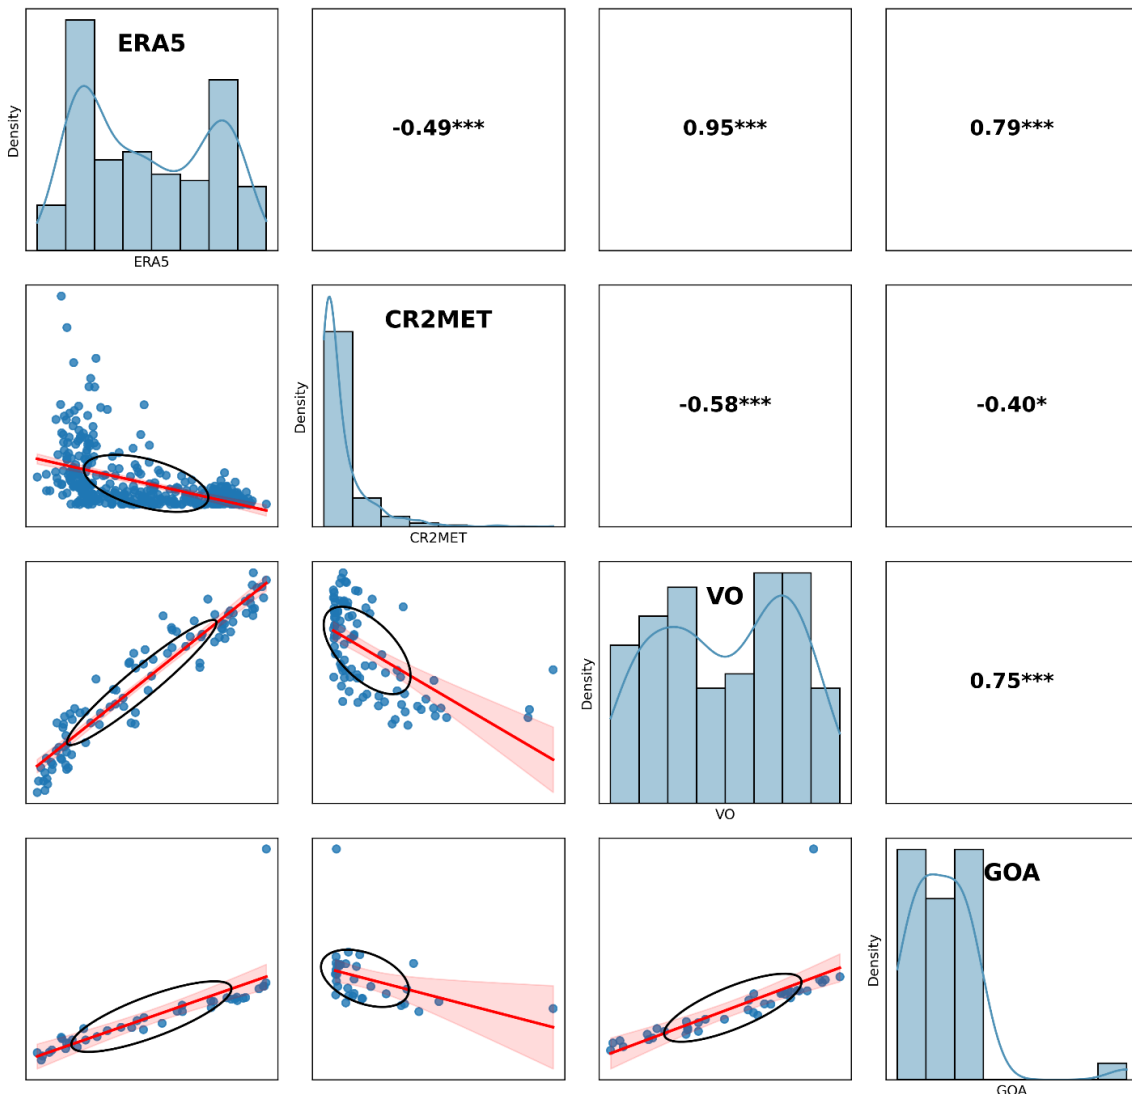 ERA5
Density
ERA5
-0.49***
0.95***
0.79***
CR2MET
Density
CR2MET
-0.58***
-0.40*
VO
Density
VO
0.75***
GOA
Density
GOA